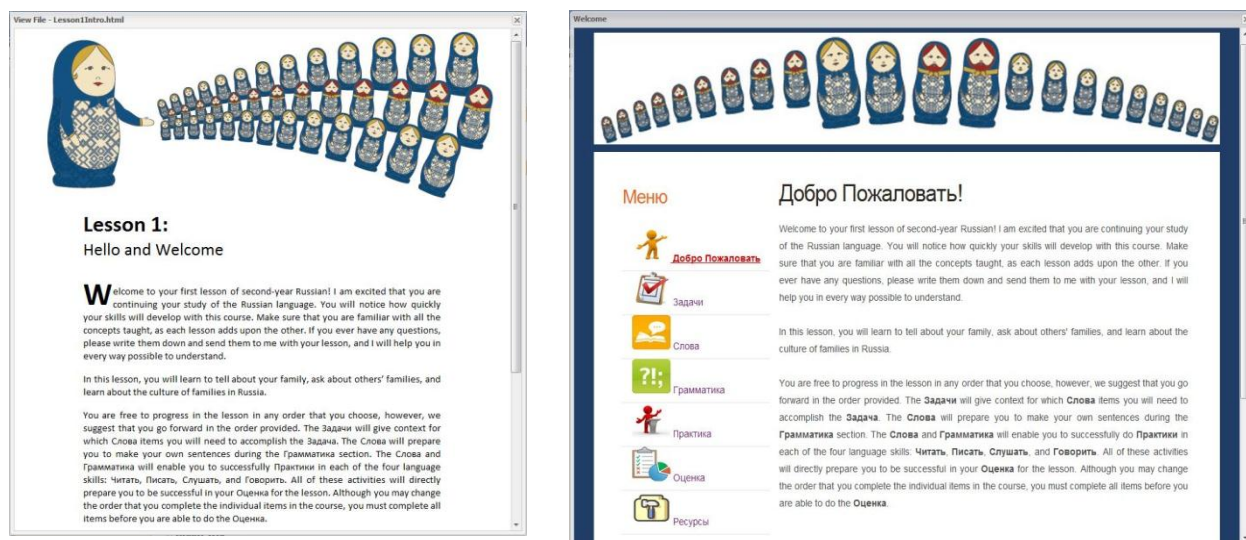 View File - Lesson1Intro.html
Lesson 1:
Hello and Welcome
Welcome to your first lesson of second-year Russian! I am excited that you are
continuing your study of the Russian language. You will notice how quickly
your skills will develop with this course. Make sure that you are familiar with all the
concepts taught, as each lesson adds upon the other. If you ever have any questions,
please write them down and send them to me with your lesson, and I will help you in
every way possible to understand.
In this lesson, you will learn to tell about your family, ask about others' families, and
learn about the culture of families in Russia.
You are free to progress in the lesson in any order that you choose, however, we
suggest that you go forward in the order provided. The Задачи will give context for
which Слова items you will need to accomplish the Задача. The Слова will prepare
you to make your own sentences during the Грамматика section. The Слова and
Грамматика will enable you to successfully Практики in each of the four language
skills: Читать, Писать, Слушать, and Говорить. All of these activities will directly
prepare you to be successful in your Оценка for the lesson. Although you may change
the order that you complete the individual items in the course, you must complete all
items before you are able to do the Оценка.
Welcome
Меню
Добро Пожаловать
Задачи
Слова
?!;
Грамматика
Практика
Оценка
Ресурсы
Добро Пожаловать!
Welcome to your first lesson of second-year Russian! I am excited that you are continuing your study
of the Russian language. You will notice how quickly your skills will develop with this course. Make
sure that you are familiar with all the concepts taught, as each lesson adds upon the other. If you
ever have any questions, please write them down and send them to me with your lesson, and I will
help you in every way possible to understand.
In this lesson, you will learn to tell about your family, ask about others' families, and learn about the
culture of families in Russia.
You are free to progress in the lesson in any order that you choose, however, we suggest that you go
forward in the order provided. The Задачи will give context for which Слова items you will need to
accomplish the Задача. The Слова will prepare you to make your own sentences during the
Грамматика section. The Слова and Грамматика will enable you to successfully do Практики in
each of the four language skills: Читать, Писать, Слушать, and Говорить. All of these activities
will directly prepare you to be successful in your Оценка for the lesson. Although you may change
the order that you complete the individual items in the course, you must complete all items before you
are able to do the Оценка.